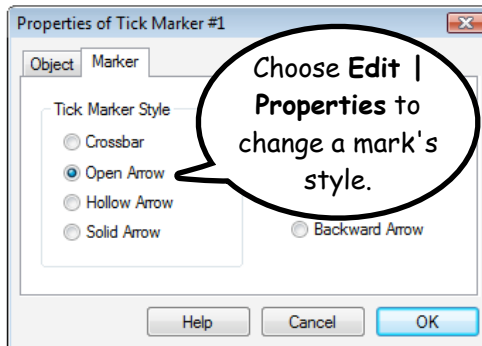 Properties of Tick Marker #1
Object
Marker
Choose Edit |
Properties to
change a mark's
style.
Tick Marker Style
Crossbar
Open Arrow
Hollow Arrow
Solid Arrow
Backward Arrow
Help
Cancel
OK